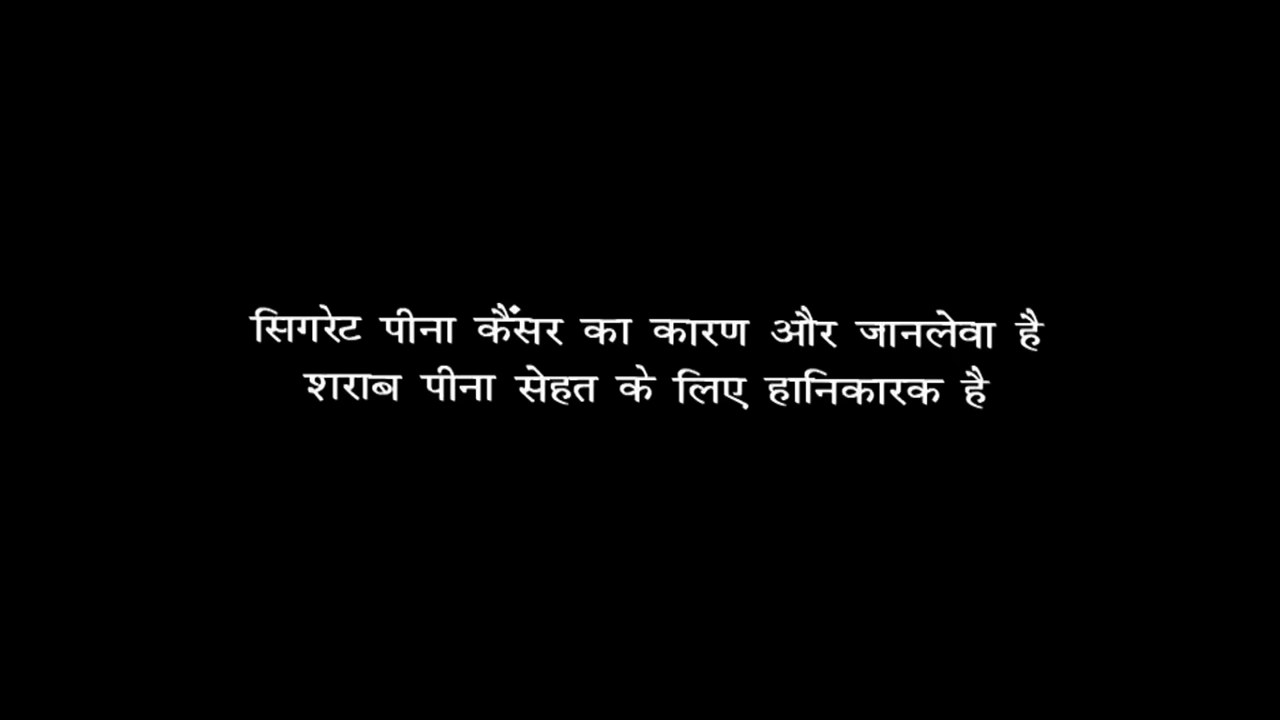 सिगरेट पीना कैंसर का कारण और जानलेवा है
शराब पीना सेहत के लिए हानिकारक है